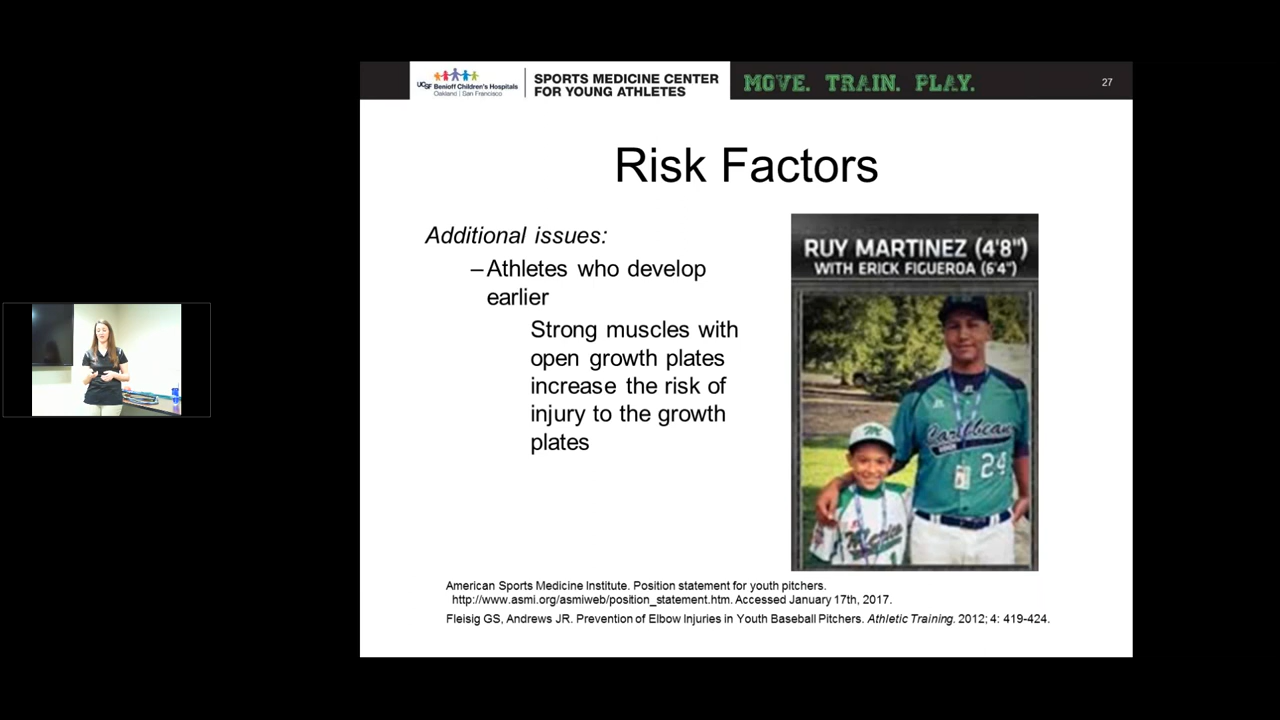 UCSF Benioff Children's Hospitals
Oakland | San Francisco
SPORTS MEDICINE CENTER
FOR YOUNG ATHLETES
MOVE. TRAIN. PLAY.
27
Risk Factors
Additional issues:
–Athletes who develop
earlier
Strong muscles with
open growth plates
increase the risk of
injury to the growth
plates
RUY MARTINEZ (4'8")
WITH ERICK FIGUEROA (6'4")
M
Caribbean
24
American Sports Medicine Institute. Position statement for youth pitchers.
http://www.asmi.org/asmiweb/position_statement.htm. Accessed January 17th, 2017.
Fleisig GS, Andrews JR. Prevention of Elbow Injuries in Youth Baseball Pitchers. Athletic Training. 2012; 4: 419-424.